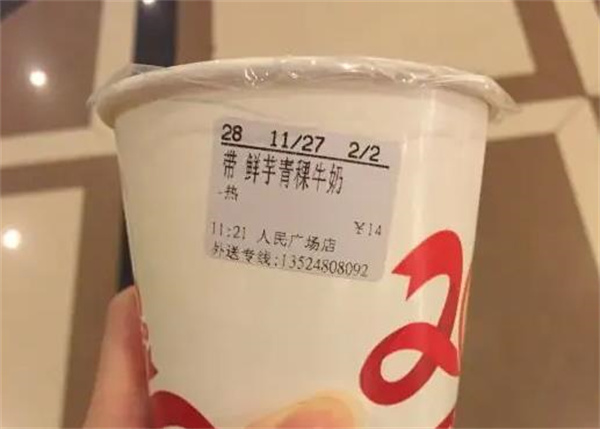 28 11/27 2/2
带 鲜芋青稞牛奶
-热
￥14
11:21 人民广场店
外送专线:13524808092